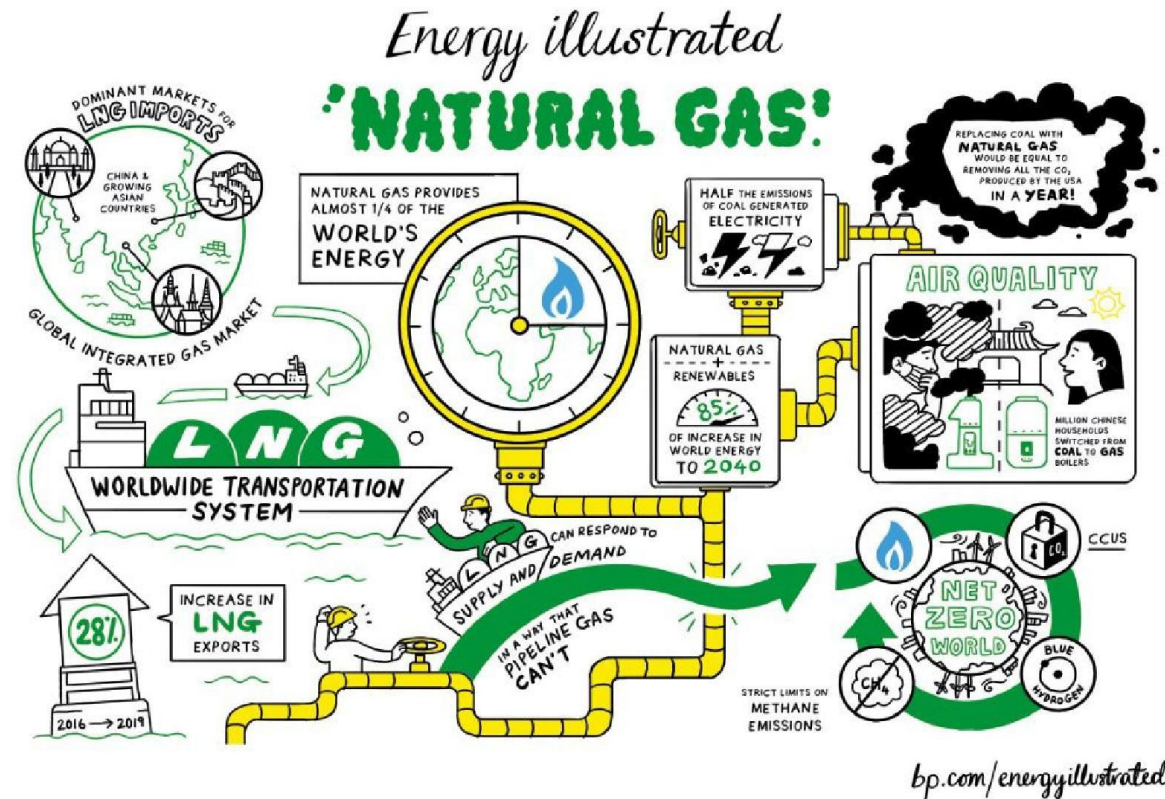 Energy illustrated
'NATURAL GAS'
DOMINANT MARKETS FOR
LNG IMPORTS
CHINA &
GROWING
ASIAN
COUNTRIES
GLOBAL INTEGRATED GAS MARKET
NATURAL GAS PROVIDES
ALMOST 1/4 OF THE
WORLD'S
ENERGY
HALF THE EMISSIONS
OF COAL GENERATED
ELECTRICITY
REPLACING COAL WITH
NATURAL GAS
WOULD BE EQUAL TO
REMOVING ALL THE CO₂
PRODUCED BY THE USA
IN A YEAR!
AIR QUALITY
1
MILLION CHINESE
HOUSEHOLDS
SWITCHED FROM
COAL TO GAS
BOILERS
NATURAL GAS
+
RENEWABLES
85%
OF INCREASE IN
WORLD ENERGY
TO 2040
LNG
WORLDWIDE TRANSPORTATION
SYSTEM
28%
2016 → 2019
INCREASE IN
LNG
EXPORTS
LNG
CAN RESPOND TO
SUPPLY AND DEMAND
IN A WAY THAT
PIPELINE GAS
CAN'T
CO₂
CCUS
NET
ZERO
WORLD
BLUE
HYDROGEN
CH₄
STRICT LIMITS ON
METHANE
EMISSIONS
bp.com/energyillustrated